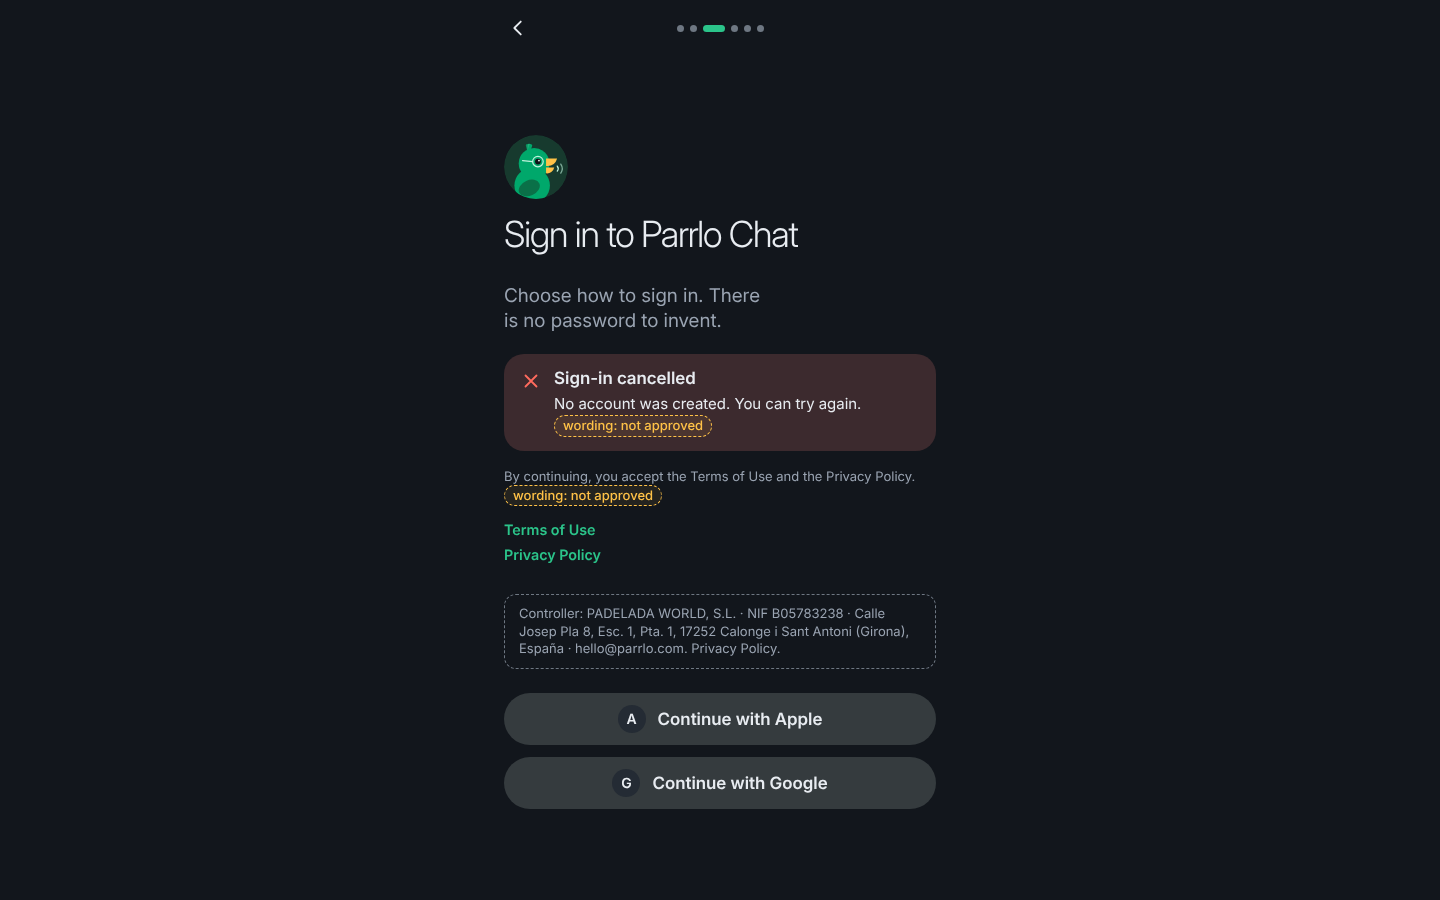 Sign in to Parrlo Chat
Choose how to sign in. There
is no password to invent.
Sign-in cancelled
No account was created. You can try again.
wording: not approved
By continuing, you accept the Terms of Use and the Privacy Policy.
wording: not approved
Terms of Use
Privacy Policy
Controller: PADELADA WORLD, S.L. · NIF B05783238 · Calle
Josep Pla 8, Esc. 1, Pta. 1, 17252 Calonge i Sant Antoni (Girona),
España · hello@parrlo.com. Privacy Policy.
A Continue with Apple
G Continue with Google